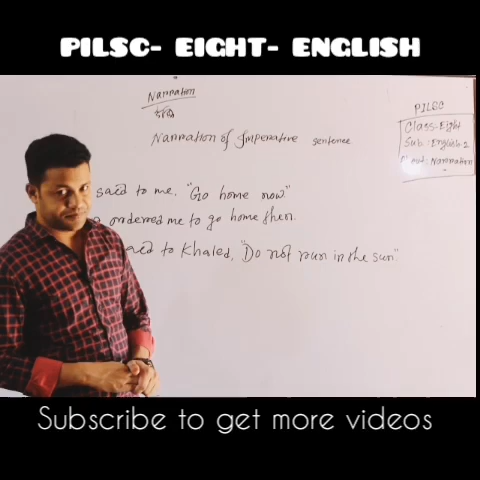 PILSC- EIGHT- ENGLISH
Narration
Narration of Imperative sentence
PILSC
Class-Eight
Sub: English 2
Narration
said to me, "Go home now."
ordered me to go home then.
to Khaled, "Do not run in the sun."
Subscribe to get more videos